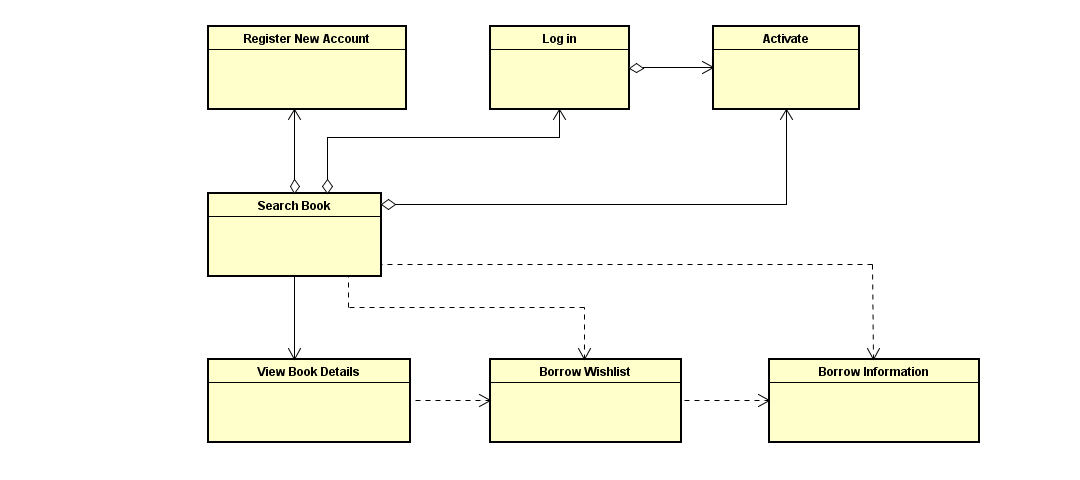 Register New Account
Log in
Activate
Search Book
View Book Details
Borrow Wishlist
Borrow Information